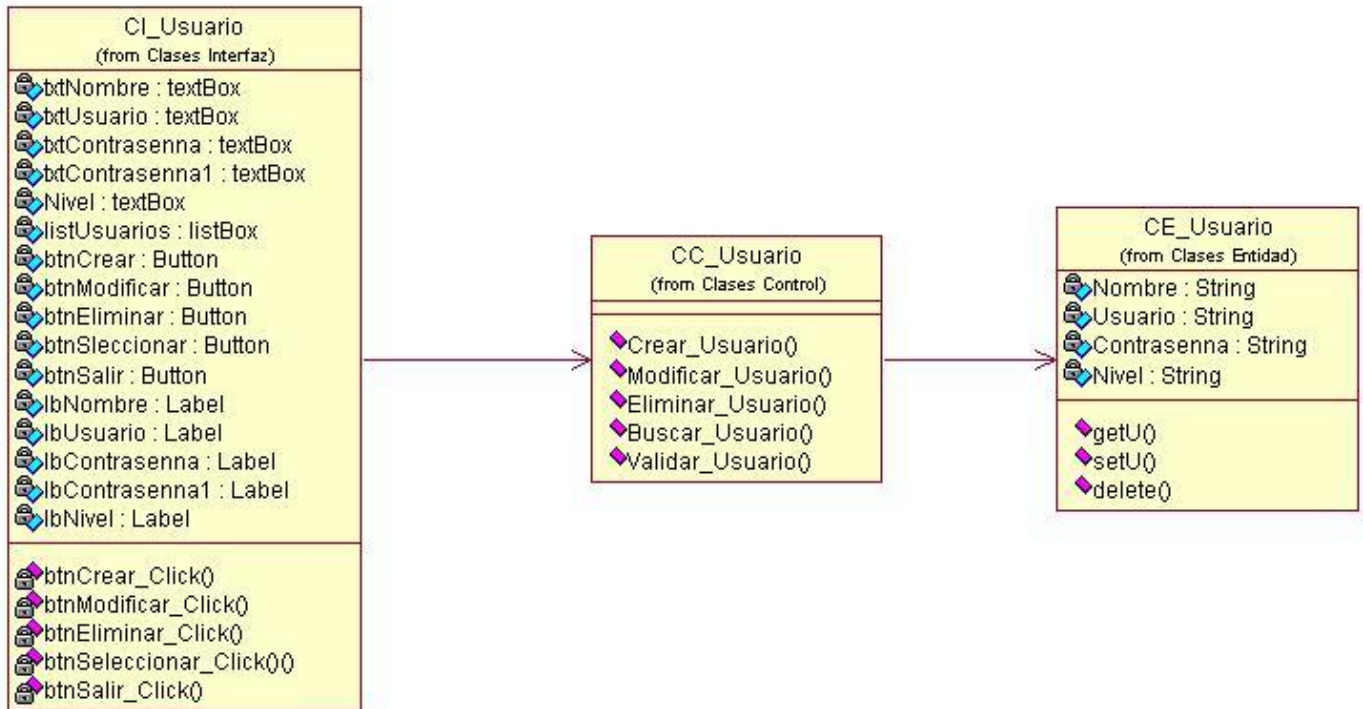 CI_Usuario
(from Clases Interfaz)
txtNombre : textBox
txtUsuario : textBox
txtContrasenna : textBox
txtContrasenna1 : textBox
Nivel : textBox
listUsuarios : listBox
btnCrear : Button
btnModificar : Button
btnEliminar : Button
btnSleccionar : Button
btnSalir : Button
lbNombre : Label
lbUsuario : Label
lbContrasenna : Label
lbContrasenna1 : Label
lbNivel : Label
btnCrear_Click()
btnModificar_Click()
btnEliminar_Click()
btnSeleccionar_Click()()
btnSalir_Click()
CC_Usuario
(from Clases Control)
Crear_Usuario()
Modificar_Usuario()
Eliminar_Usuario()
Buscar_Usuario()
Validar_Usuario()
CE_Usuario
(from Clases Entidad)
Nombre : String
Usuario : String
Contrasenna : String
Nivel : String
getU()
setU()
delete()